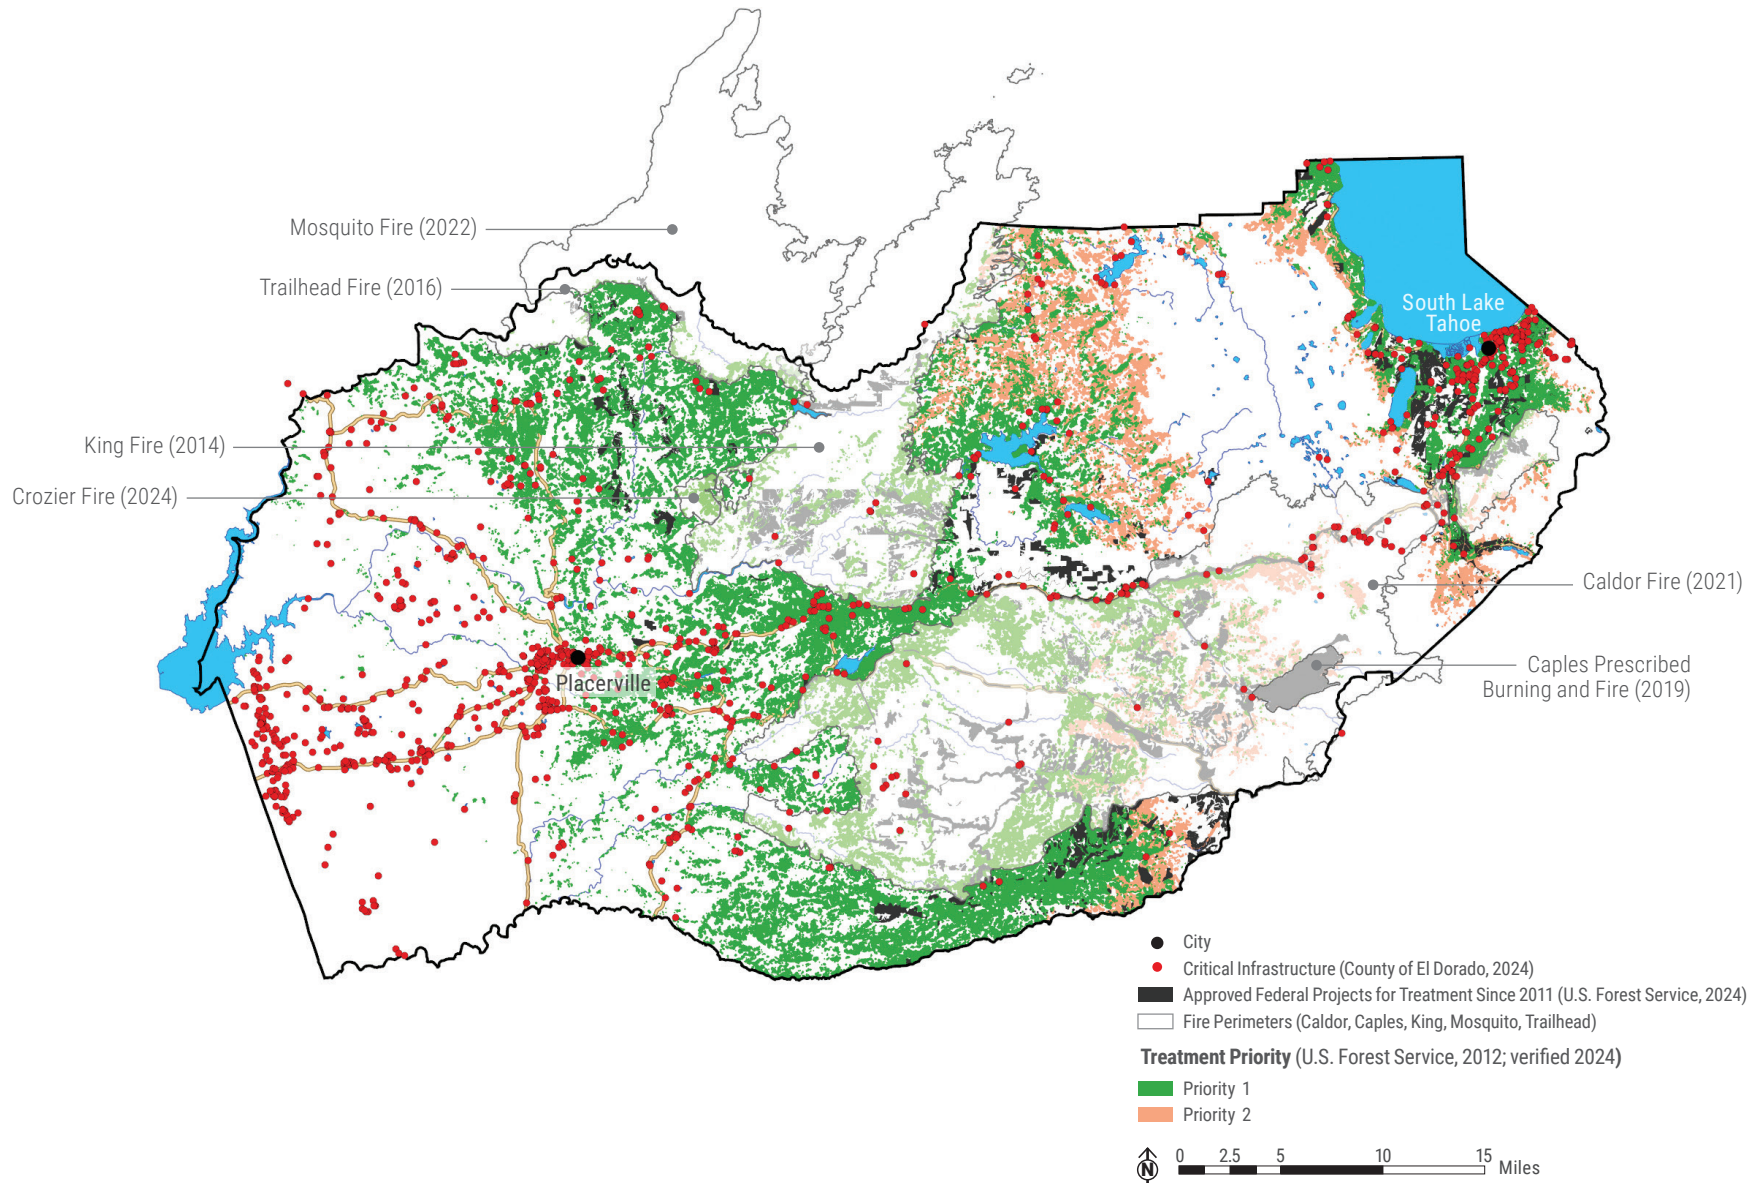 Mosquito Fire (2022)
Trailhead Fire (2016)
King Fire (2014)
Crozier Fire (2024)
South Lake
Tahoe
Placerville
Caldor Fire (2021)
Caples Prescribed
Burning and Fire (2019)
City
Critical Infrastructure (County of El Dorado, 2024)
Approved Federal Projects for Treatment Since 2011 (U.S. Forest Service, 2024)
Fire Perimeters (Caldor, Caples, King, Mosquito, Trailhead)
Treatment Priority (U.S. Forest Service, 2012; verified 2024)
Priority 1
Priority 2
N
0 2.5 5 10 15 Miles